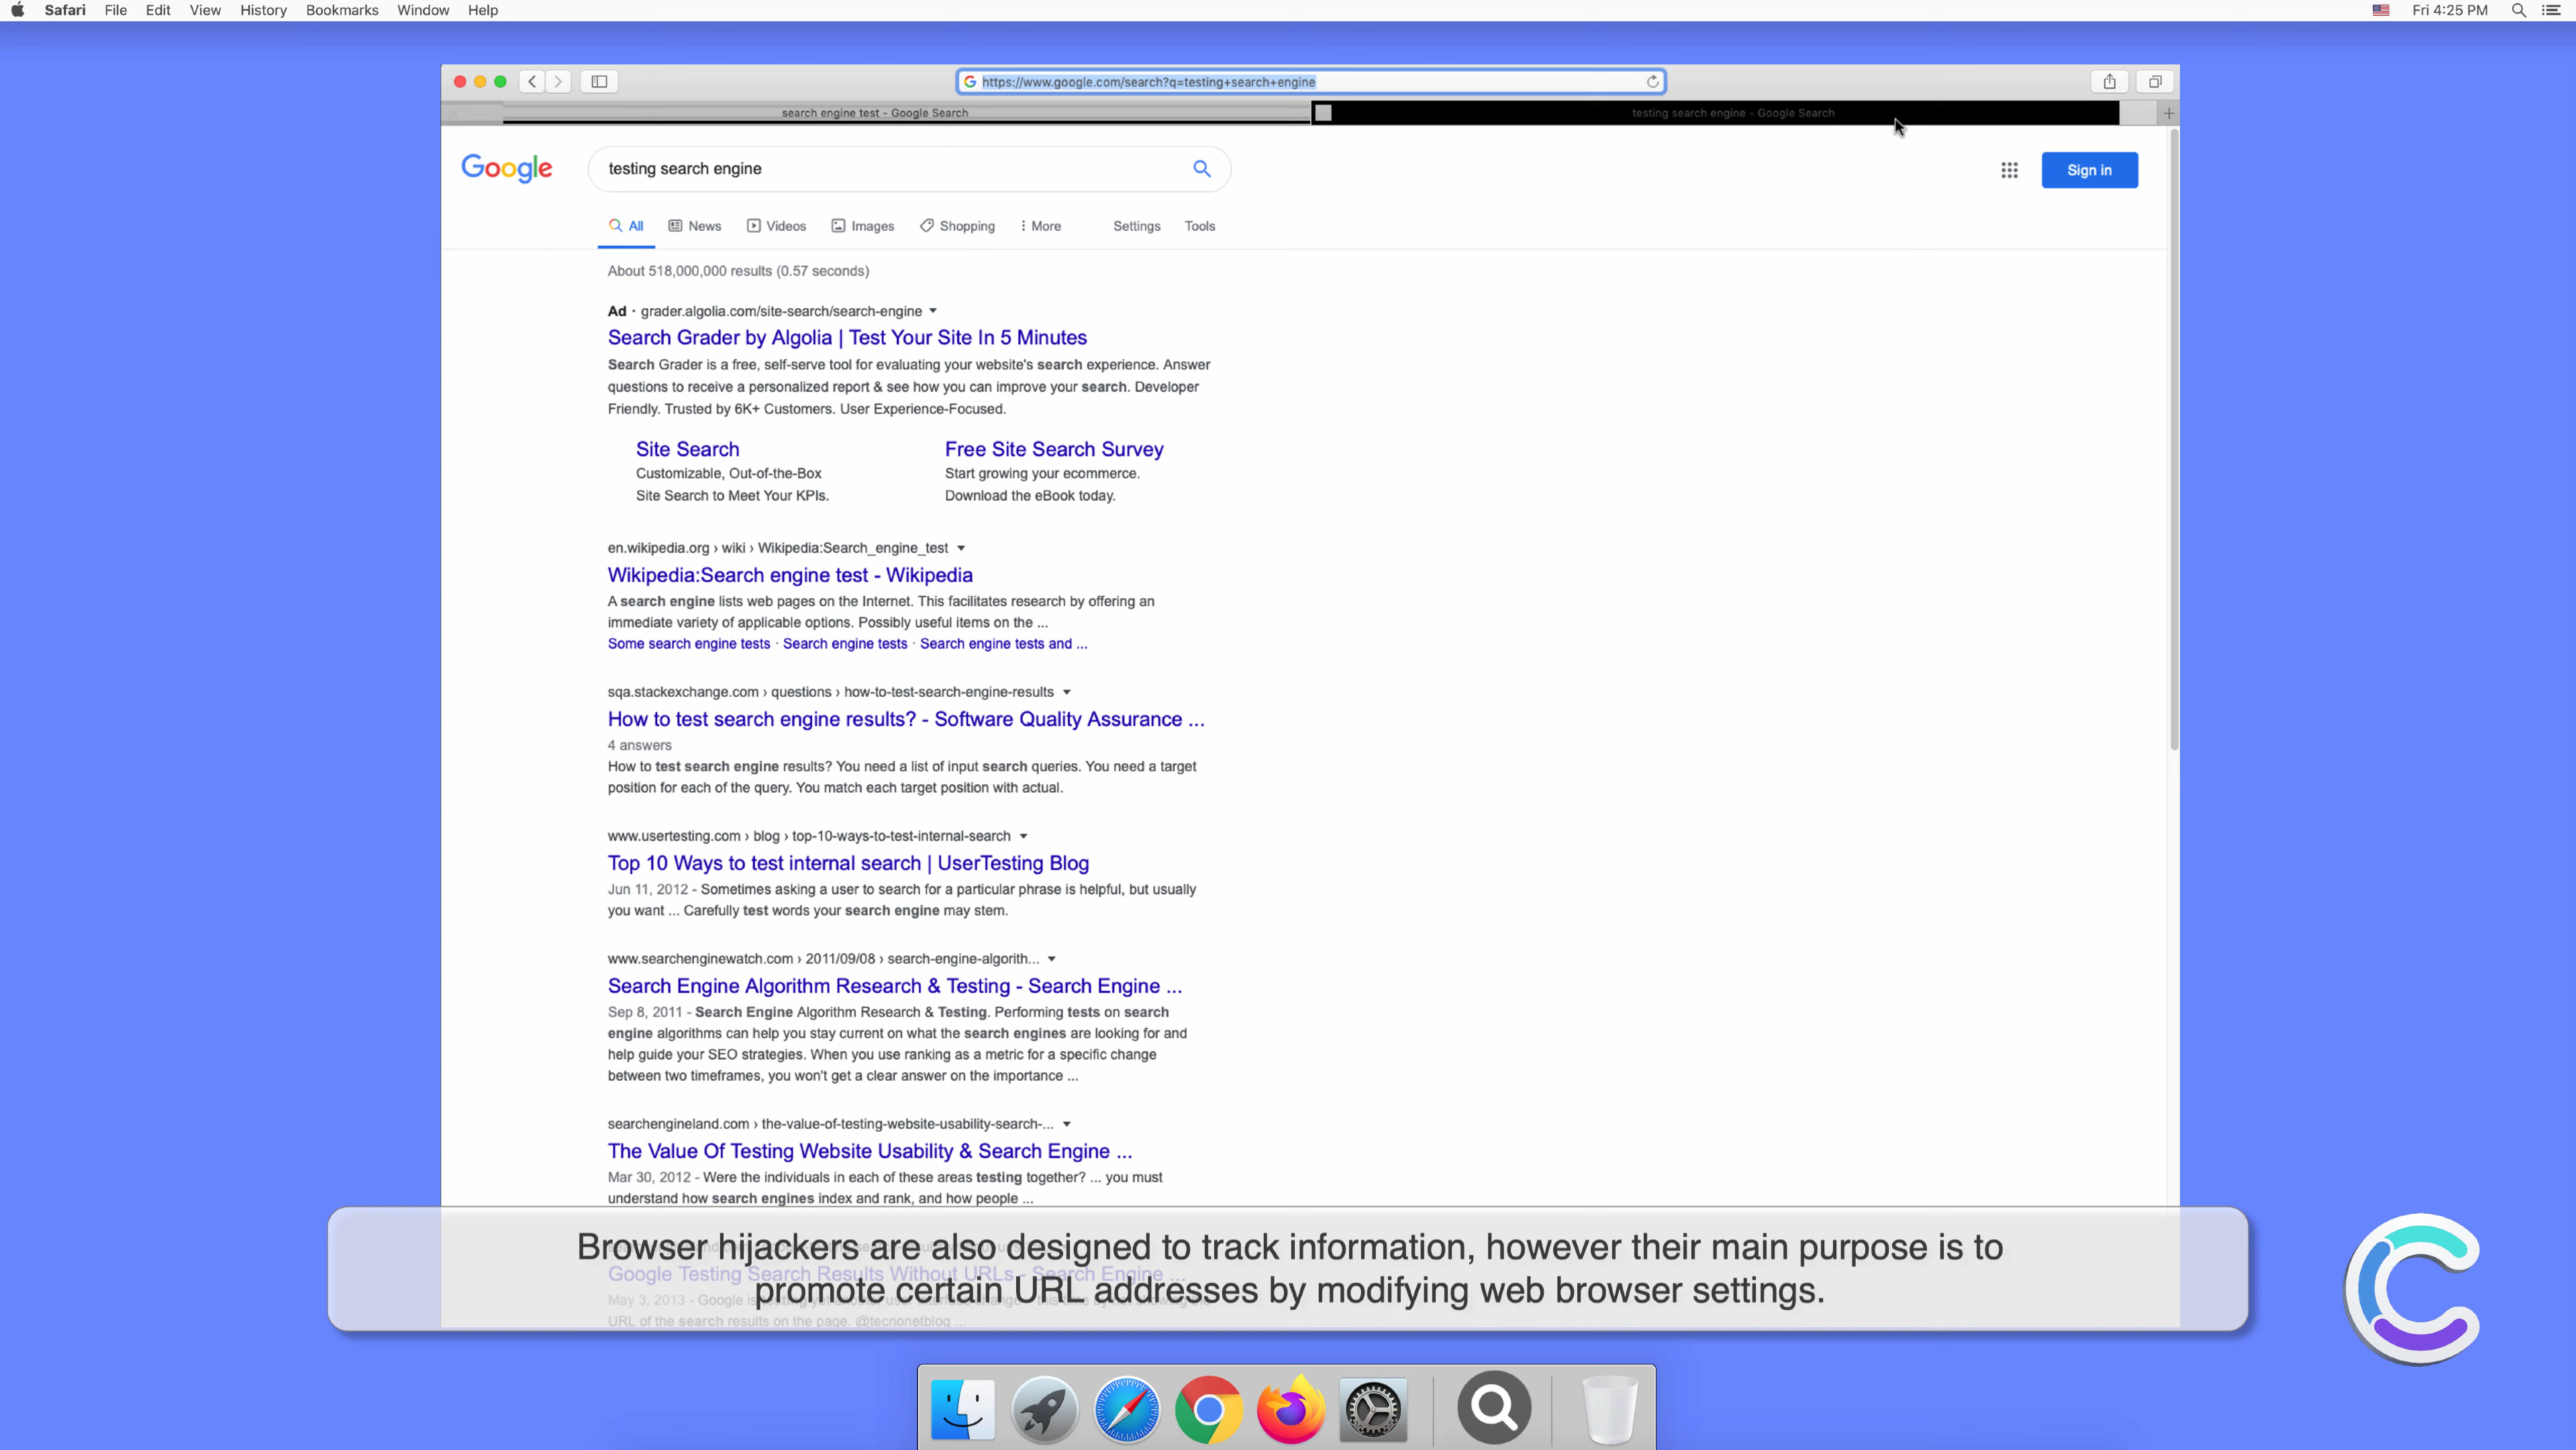 Safari File Edit View History Bookmarks Window Help Fri 4:25 PM
https://www.google.com/search?q=testing+search+engine
search engine test - Google Search testing search engine - Google Search
Google testing search engine Sign in
All News Videos Images Shopping More Settings Tools
About 518,000,000 results (0.57 seconds)
Ad · grader.algolia.com/site-search/search-engine
Search Grader by Algolia | Test Your Site In 5 Minutes
Search Grader is a free, self-serve tool for evaluating your website's search experience. Answer
questions to receive a personalized report & see how you can improve your search. Developer
Friendly. Trusted by 6K+ Customers. User Experience-Focused.
Site Search Free Site Search Survey
Customizable, Out-of-the-Box Start growing your ecommerce.
Site Search to Meet Your KPIs. Download the eBook today.
en.wikipedia.org › wiki › Wikipedia:Search_engine_test
Wikipedia:Search engine test - Wikipedia
A search engine lists web pages on the Internet. This facilitates research by offering an
immediate variety of applicable options. Possibly useful items on the ...
Some search engine tests · Search engine tests · Search engine tests and ...
sqa.stackexchange.com › questions › how-to-test-search-engine-results
How to test search engine results? - Software Quality Assurance ...
4 answers
How to test search engine results? You need a list of input search queries. You need a target
position for each of the query. You match each target position with actual.
www.usertesting.com › blog › top-10-ways-to-test-internal-search
Top 10 Ways to test internal search | UserTesting Blog
Jun 11, 2012 - Sometimes asking a user to search for a particular phrase is helpful, but usually
you want ... Carefully test words your search engine may stem.
www.searchenginewatch.com › 2011/09/08 › search-engine-algorith...
Search Engine Algorithm Research & Testing - Search Engine ...
Sep 8, 2011 - Search Engine Algorithm Research & Testing. Performing tests on search
engine algorithms can help you stay current on what the search engines are looking for and
help guide your SEO strategies. When you use ranking as a metric for a specific change
between two timeframes, you won't get a clear answer on the importance ...
searchengineland.com › the-value-of-testing-website-usability-search-...
The Value Of Testing Website Usability & Search Engine ...
Mar 30, 2012 - Were the individuals in each of these areas testing together? ... you must
understand how search engines index and rank, and how people ...
Browser hijackers are also designed to track information, however their main purpose is to
promote certain URL addresses by modifying web browser settings.
Google Testing Search Results Without URLs - Search Engine ...
May 3, 2013 - Google is testing yet another user interface change
URL of the search results on the page. @tecnonetblog ...